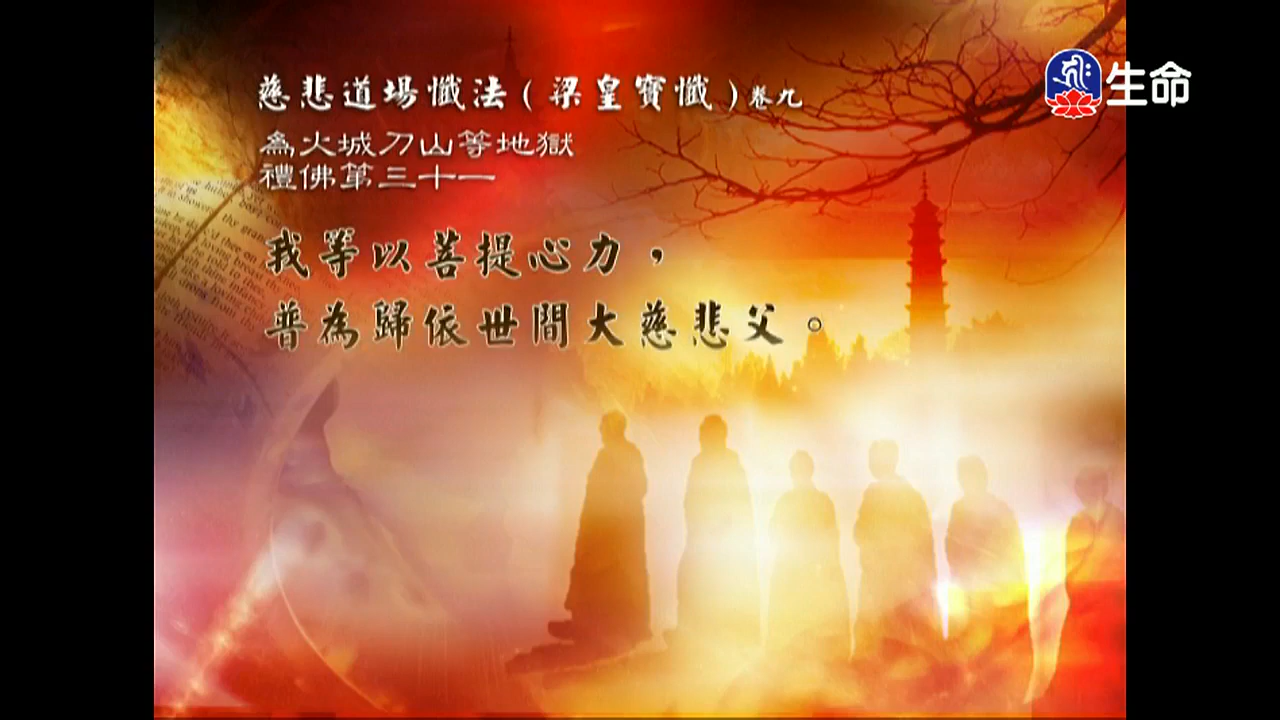 慈悲道場懺法（梁皇寶懺）卷九
生命
為火城刀山等地獄
禮佛第三十一
我等以菩提心力，
普為歸依世間大慈悲父。